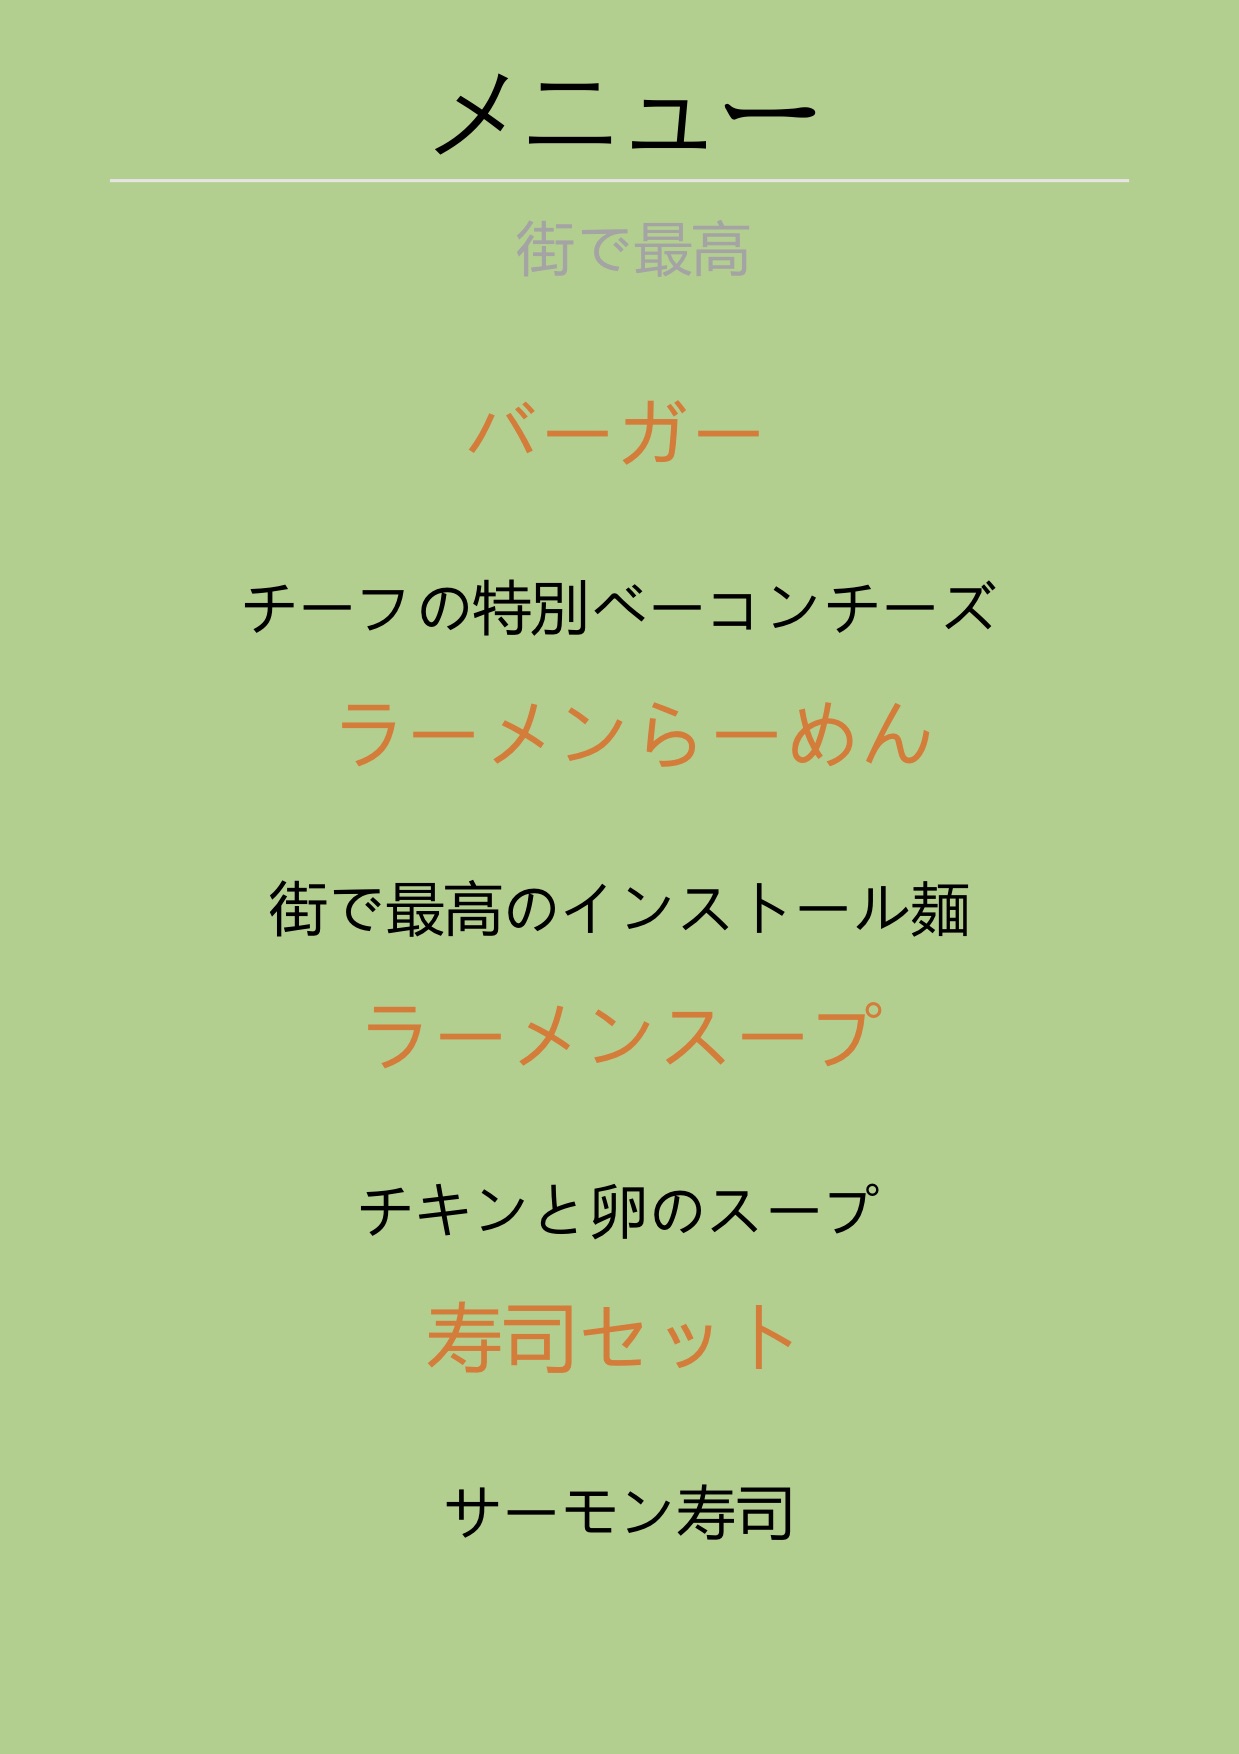 メニュー
街で最高
バーガー
チーフの特別ベーコンチーズ
ラーメンらーめん
街で最高のインストール麺
ラーメンスープ
チキンと卵のスープ
寿司セット
サーモン寿司